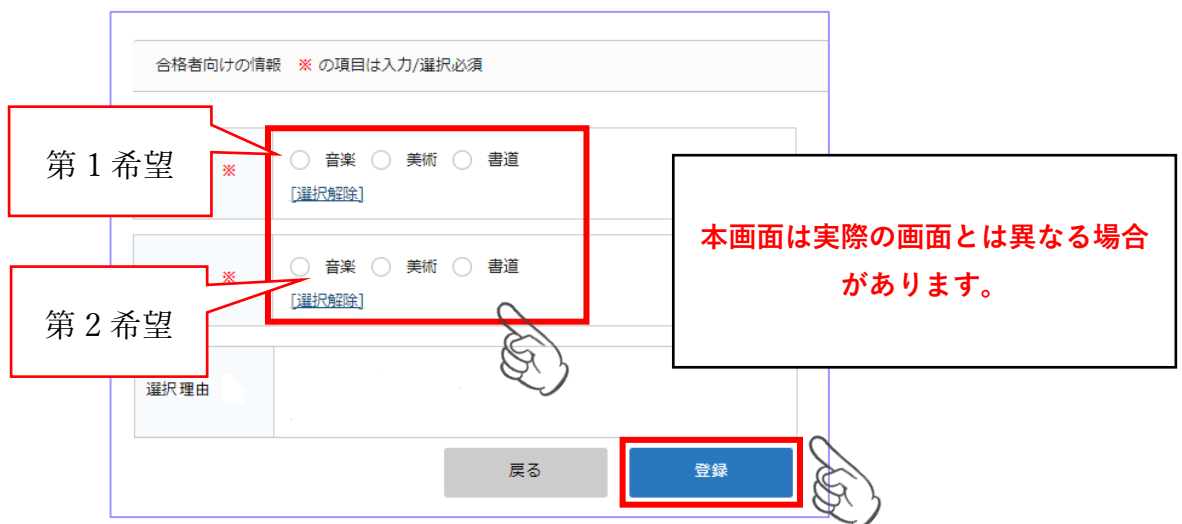 合格者向けの情報 ※ の項目は入力/選択必須
第１希望
※
音楽 美術 書道
[選択解除]
本画面は実際の画面とは異なる場合
があります。
第２希望
※
音楽 美術 書道
[選択解除]
選択理由
戻る
登録